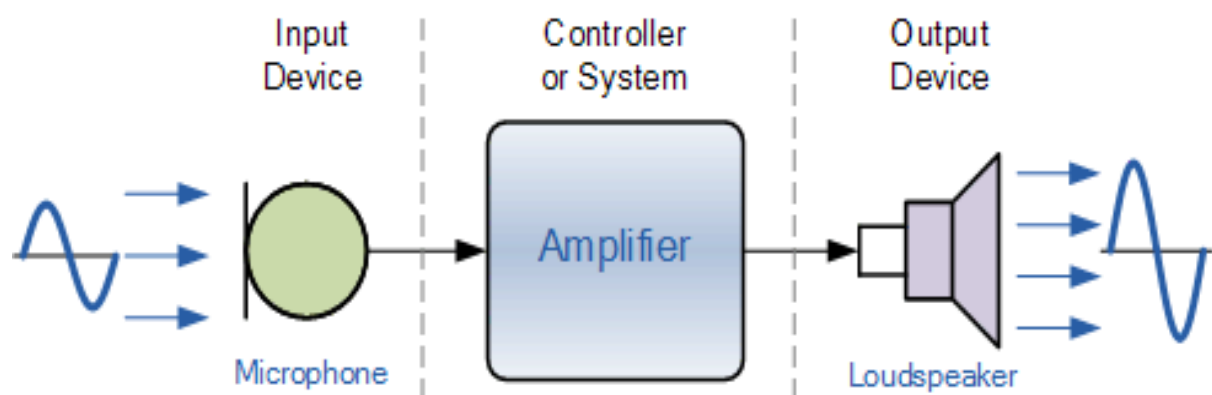 Input
Device
Controller
or System
Output
Device
Amplifier
Microphone
Loudspeaker